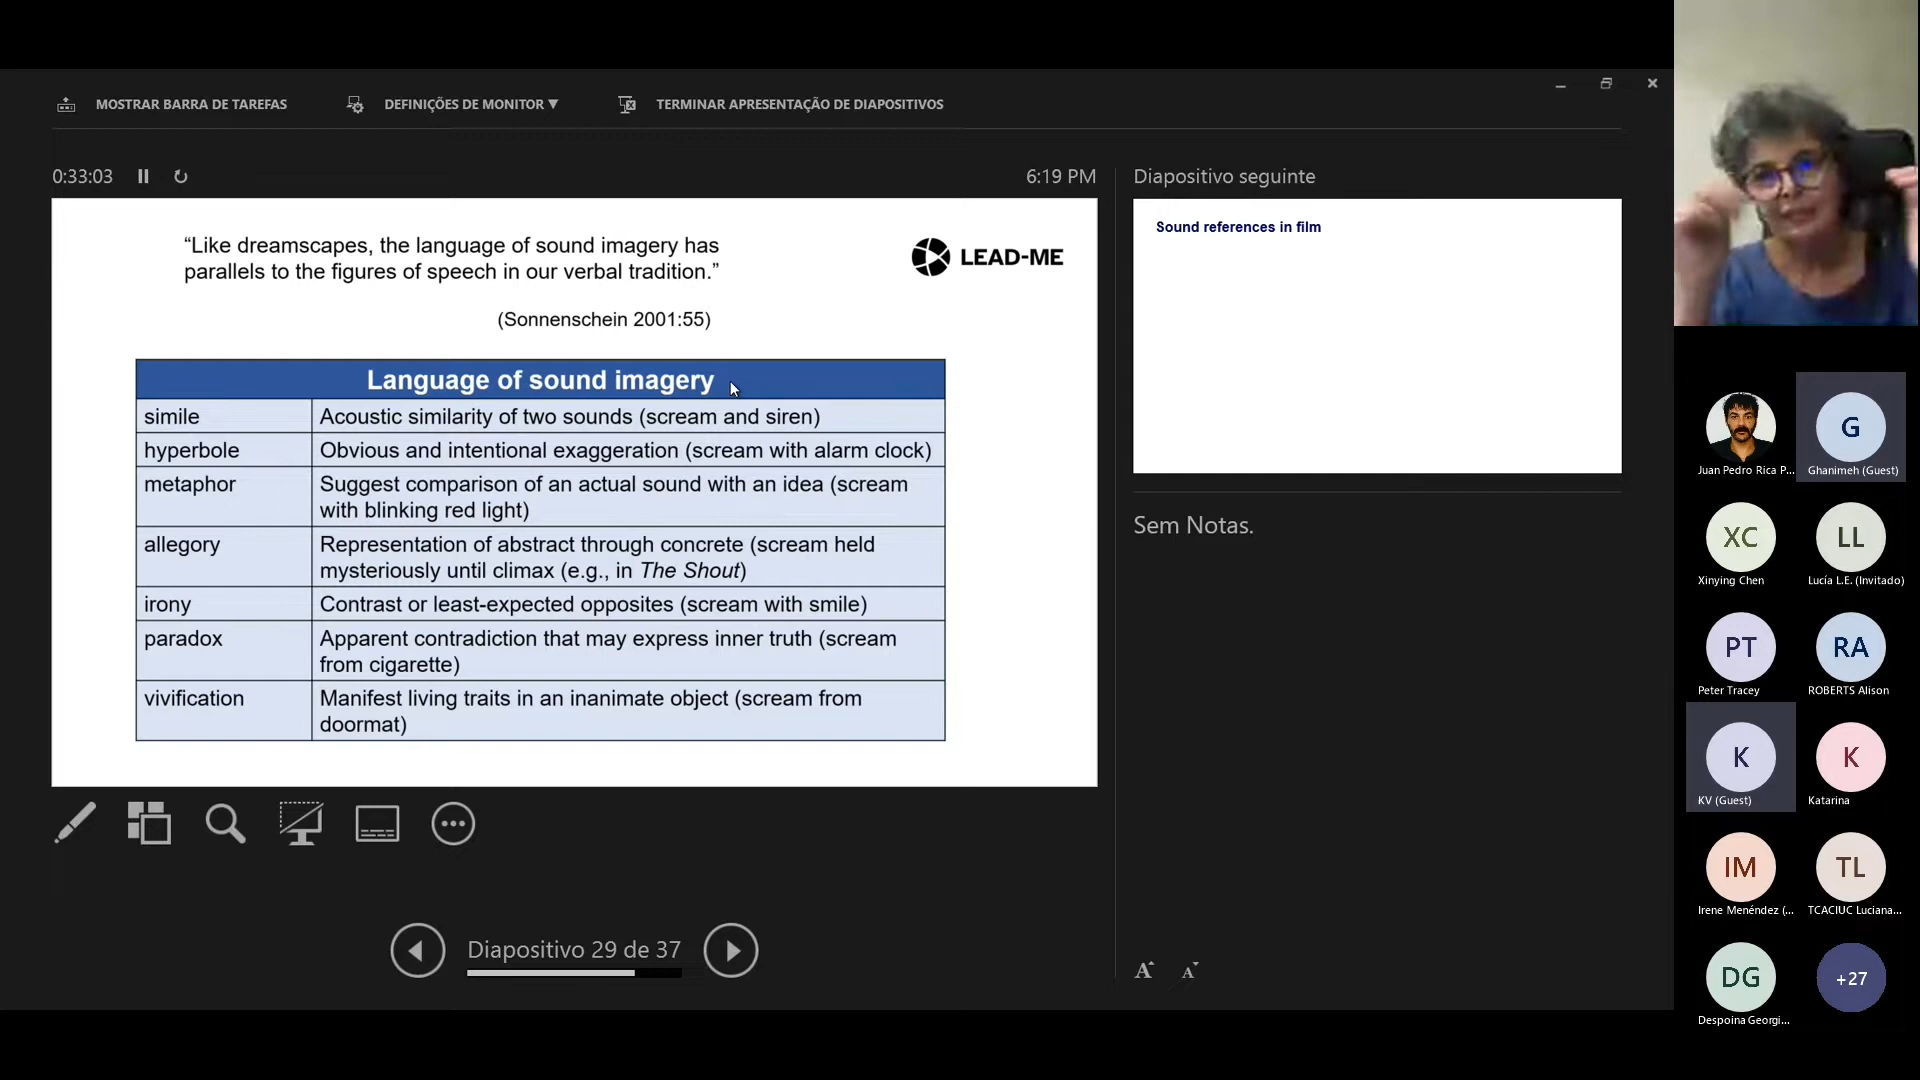 MOSTRAR BARRA DE TAREFAS
DEFINIÇÕES DE MONITOR ▼
TERMINAR APRESENTAÇÃO DE DIAPOSITIVOS
0:33:03
6:19 PM
“Like dreamscapes, the language of sound imagery has
parallels to the figures of speech in our verbal tradition.”
LEAD-ME
(Sonnenschein 2001:55)
Language of sound imagery
simile
Acoustic similarity of two sounds (scream and siren)
hyperbole
Obvious and intentional exaggeration (scream with alarm clock)
metaphor
Suggest comparison of an actual sound with an idea (scream
with blinking red light)
allegory
Representation of abstract through concrete (scream held
mysteriously until climax (e.g., in The Shout)
irony
Contrast or least-expected opposites (scream with smile)
paradox
Apparent contradiction that may express inner truth (scream
from cigarette)
vivification
Manifest living traits in an inanimate object (scream from
doormat)
Diapositivo 29 de 37
Diapositivo seguinte
Sound references in film
Sem Notas.
A A
Juan Pedro Rica P...
G
Ghanimeh (Guest)
XC
Xinying Chen
LL
Lucía L.E. (Invitado)
PT
Peter Tracey
RA
ROBERTS Alison
K
KV (Guest)
K
Katarina
IM
Irene Menéndez (...
TL
TCACIUC Luciana...
DG
Despoina Georgi...
+27